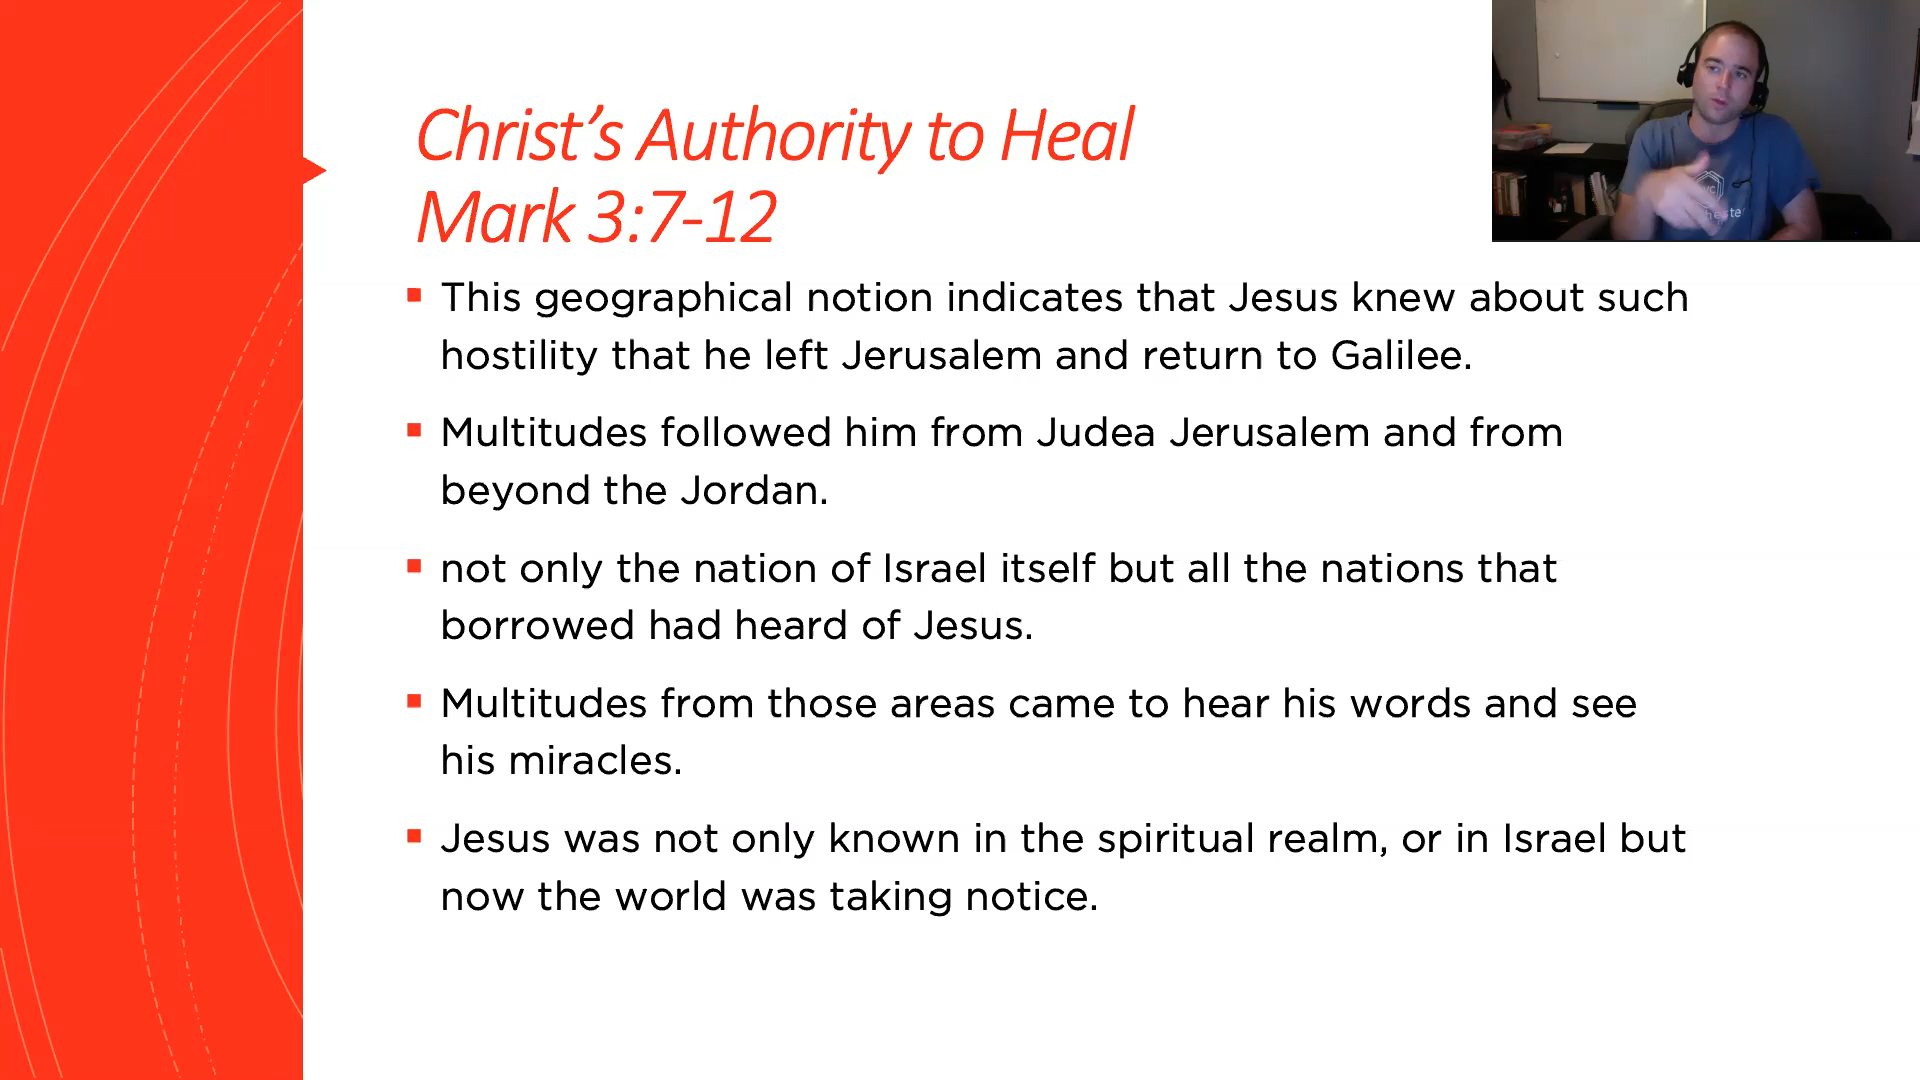 Christ’s Authority to Heal
Mark 3:7-12
This geographical notion indicates that Jesus knew about such
hostility that he left Jerusalem and return to Galilee.
Multitudes followed him from Judea Jerusalem and from
beyond the Jordan.
not only the nation of Israel itself but all the nations that
borrowed had heard of Jesus.
Multitudes from those areas came to hear his words and see
his miracles.
Jesus was not only known in the spiritual realm, or in Israel but
now the world was taking notice.